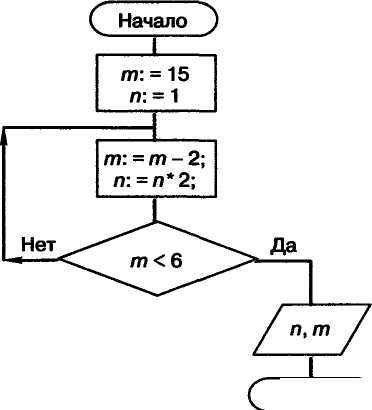 Начало
m: = 15
n: = 1
m: = m – 2;
n: = n* 2;
Нет
Да
m < 6
n, m